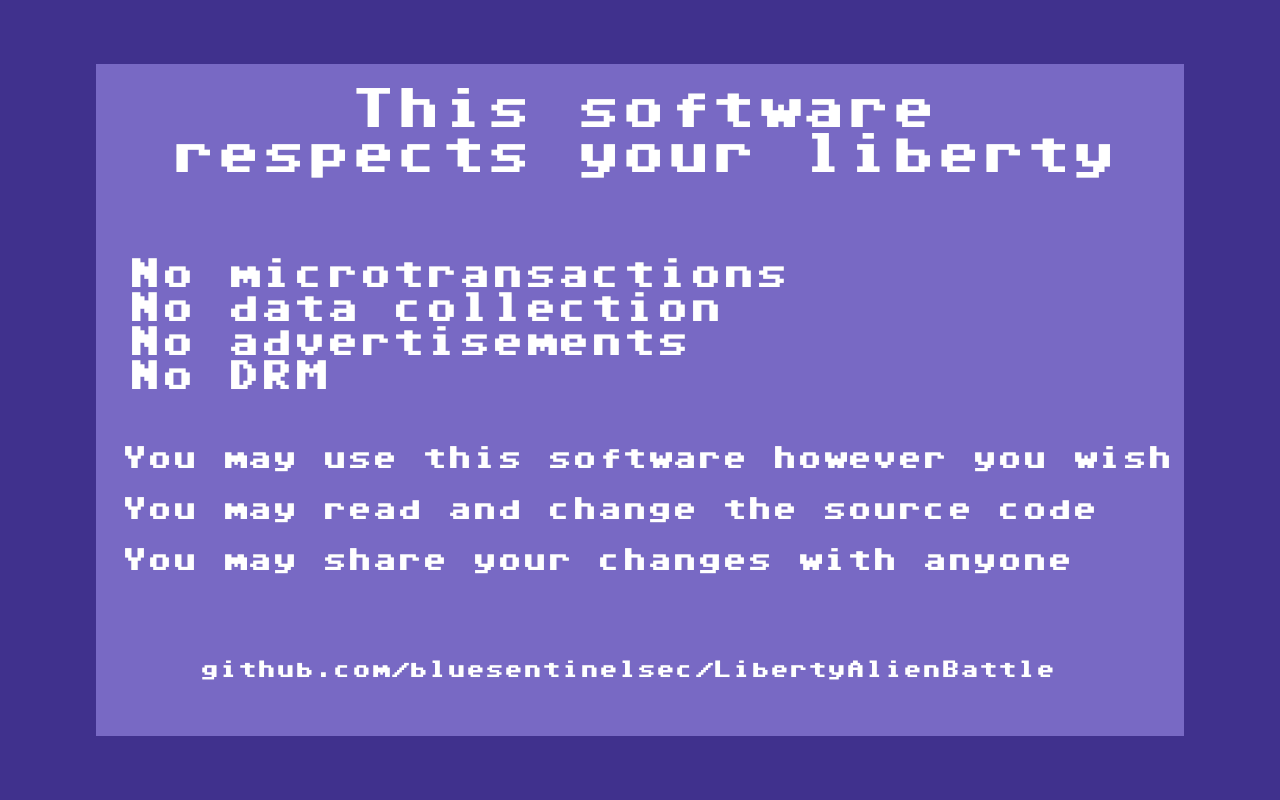 This software
respects your liberty
No microtransactions
No data collection
No advertisements
No DRM
You may use this software however you wish
You may read and change the source code
You may share your changes with anyone
github.com/bluesentinelsec/LibertyAlienBattle